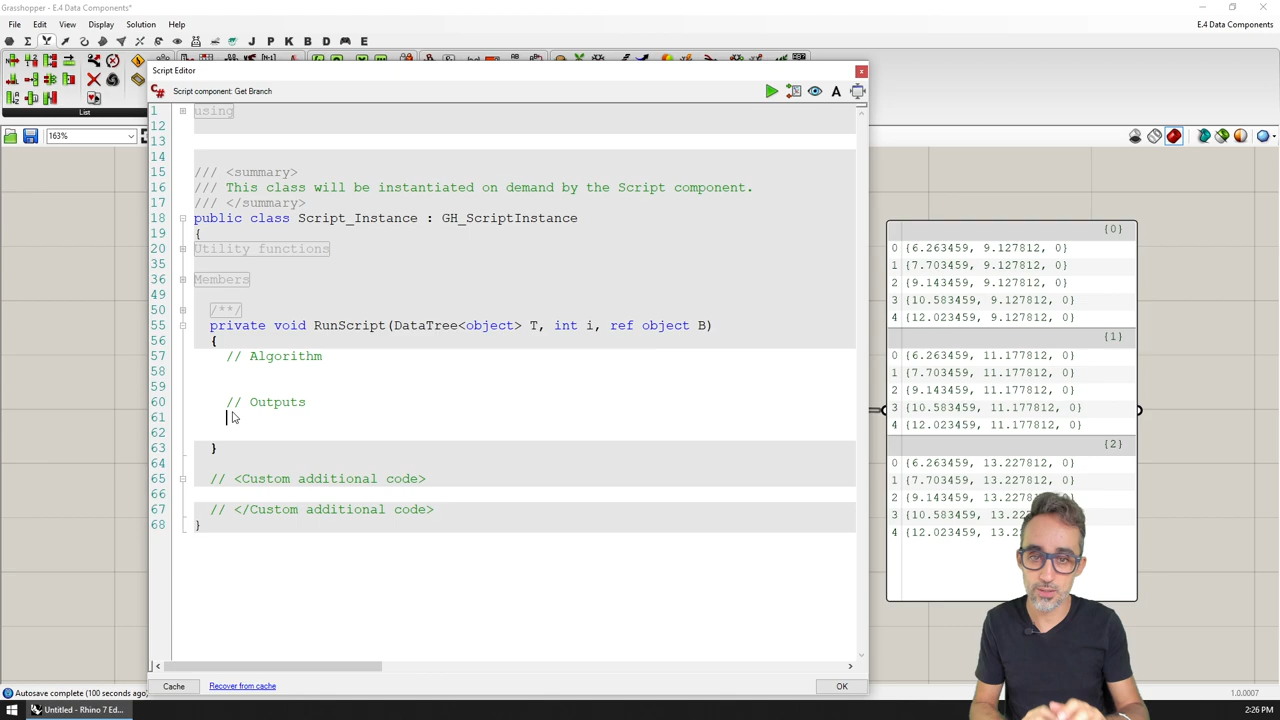 Grasshopper - E.4 Data Components*
File Edit View Display Solution Help
E.4 Data Components*
J P K B D E
List
163%
Script Editor
Script component: Get Branch
1 using
12
13
14
15 /// <summary>
16 /// This class will be instantiated on demand by the Script component.
17 /// </summary>
18 public class Script_Instance : GH_ScriptInstance
19 {
20 Utility functions
35
36 Members
49
50 /**/
55 private void RunScript(DataTree<object> T, int i, ref object B)
56 {
57 // Algorithm
58
59
60 // Outputs
61
62
63 }
64
65 // <Custom additional code>
66
67 // </Custom additional code>
68 }
Cache
Recover from cache
OK
{0}
0 {6.263459, 9.127812, 0}
1 {7.703459, 9.127812, 0}
2 {9.143459, 9.127812, 0}
3 {10.583459, 9.127812, 0}
4 {12.023459, 9.127812, 0}
{1}
0 {6.263459, 11.177812, 0}
1 {7.703459, 11.177812, 0}
2 {9.143459, 11.177812, 0}
3 {10.583459, 11.177812, 0}
4 {12.023459, 11.177812, 0}
{2}
0 {6.263459, 13.227812, 0}
1 {7.703459, 13.227812, 0}
2 {9.143459, 13.227812, 0}
3 {10.583459, 13.22
4 {12.023459, 13.22
Autosave complete (100 seconds ago)
1.0.0007
Untitled - Rhino 7 Ed...
2:26 PM